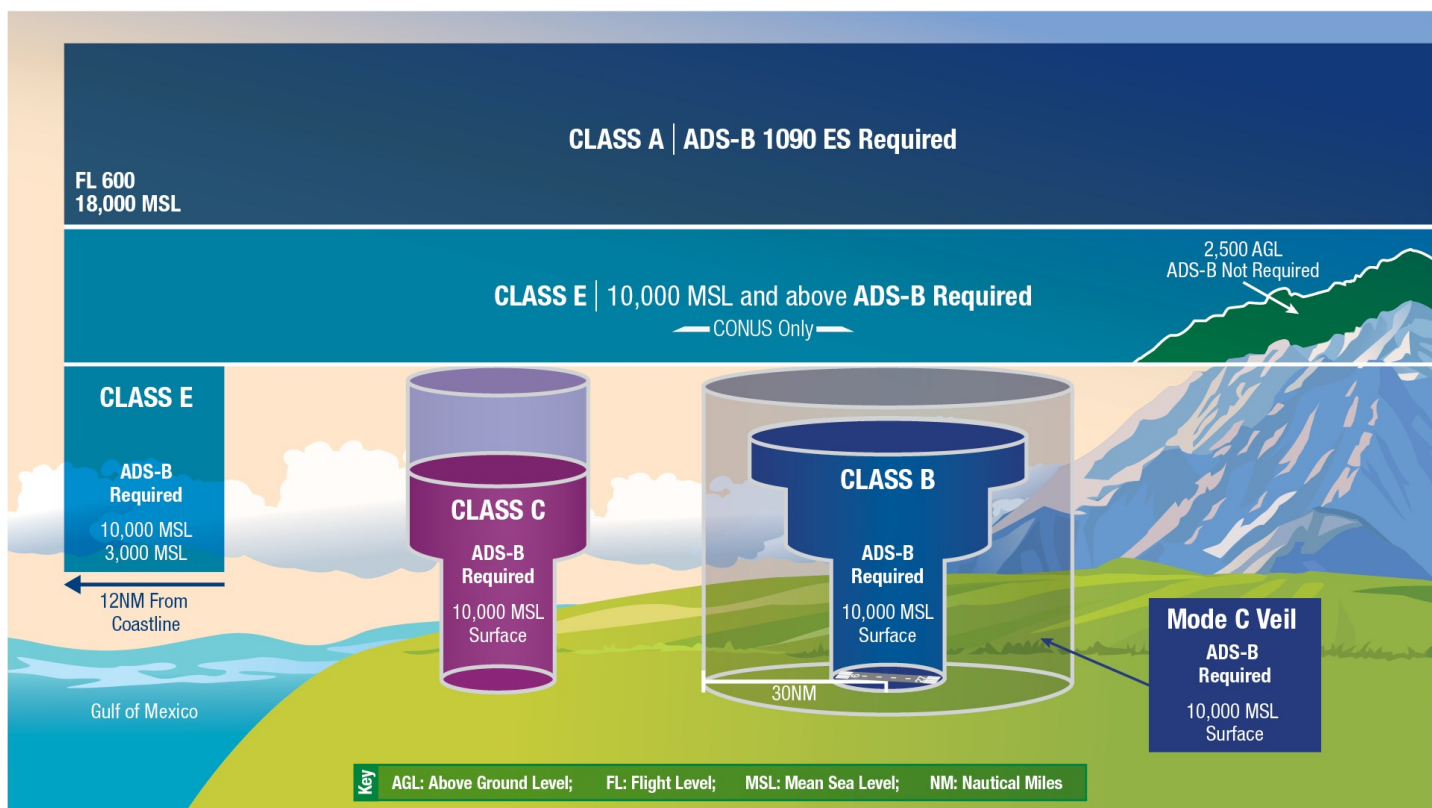 CLASS A | ADS-B 1090 ES Required
FL 600
18,000 MSL
2,500 AGL
ADS-B Not Required
CLASS E | 10,000 MSL and above ADS-B Required
CONUS Only
CLASS E
ADS-B
Required
10,000 MSL
3,000 MSL
12NM From
Coastline
Gulf of Mexico
CLASS C
ADS-B
Required
10,000 MSL
Surface
CLASS B
ADS-B
Required
10,000 MSL
Surface
30NM
Mode C Veil
ADS-B
Required
10,000 MSL
Surface
Key
AGL: Above Ground Level; FL: Flight Level; MSL: Mean Sea Level; NM: Nautical Miles